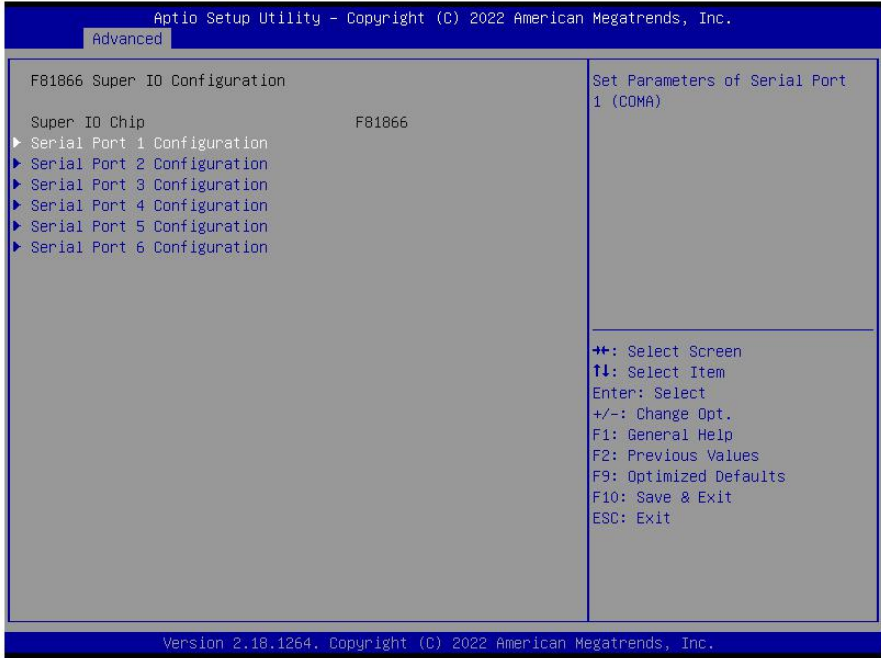 Aptio Setup Utility – Copyright (C) 2022 American Megatrends, Inc.
Advanced
F81866 Super IO Configuration
Super IO Chip F81866
Serial Port 1 Configuration
Serial Port 2 Configuration
Serial Port 3 Configuration
Serial Port 4 Configuration
Serial Port 5 Configuration
Serial Port 6 Configuration
Set Parameters of Serial Port
1 (COMA)
→←: Select Screen
↑↓: Select Item
Enter: Select
+/-: Change Opt.
F1: General Help
F2: Previous Values
F9: Optimized Defaults
F10: Save & Exit
ESC: Exit
Version 2.18.1264. Copyright (C) 2022 American Megatrends, Inc.